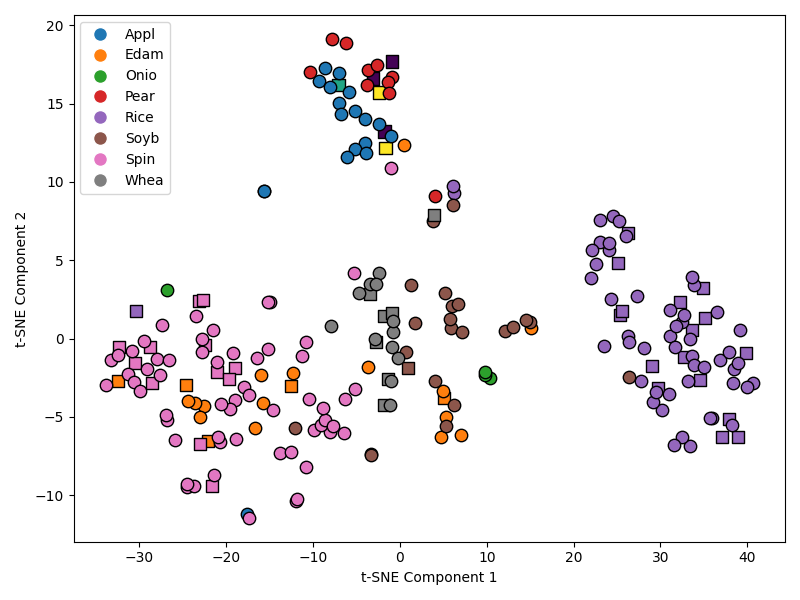 Appl
Edam
Onio
Pear
Rice
Soyb
Spin
Whea
20
15
10
5
0
−5
−10
t-SNE Component 2
−30 −20 −10 0 10 20 30 40
t-SNE Component 1